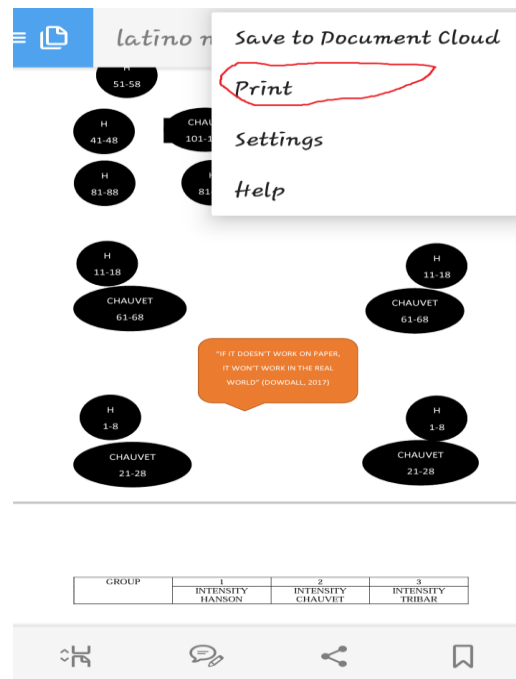 latino
Save to Document Cloud
Print
Settings
Help
H
51-58
H
41-48
H
81-88
H
11-18
CHAUVET
61-68
H
11-18
CHAUVET
61-68
"IF IT DOESN'T WORK ON PAPER,
IT WON'T WORK IN THE REAL
WORLD" (DOWDALL, 2017)
H
1-8
CHAUVET
21-28
H
1-8
CHAUVET
21-28
GROUP 1 2 3
INTENSITY INTENSITY INTENSITY
HANSON CHAUVET TRIBAR